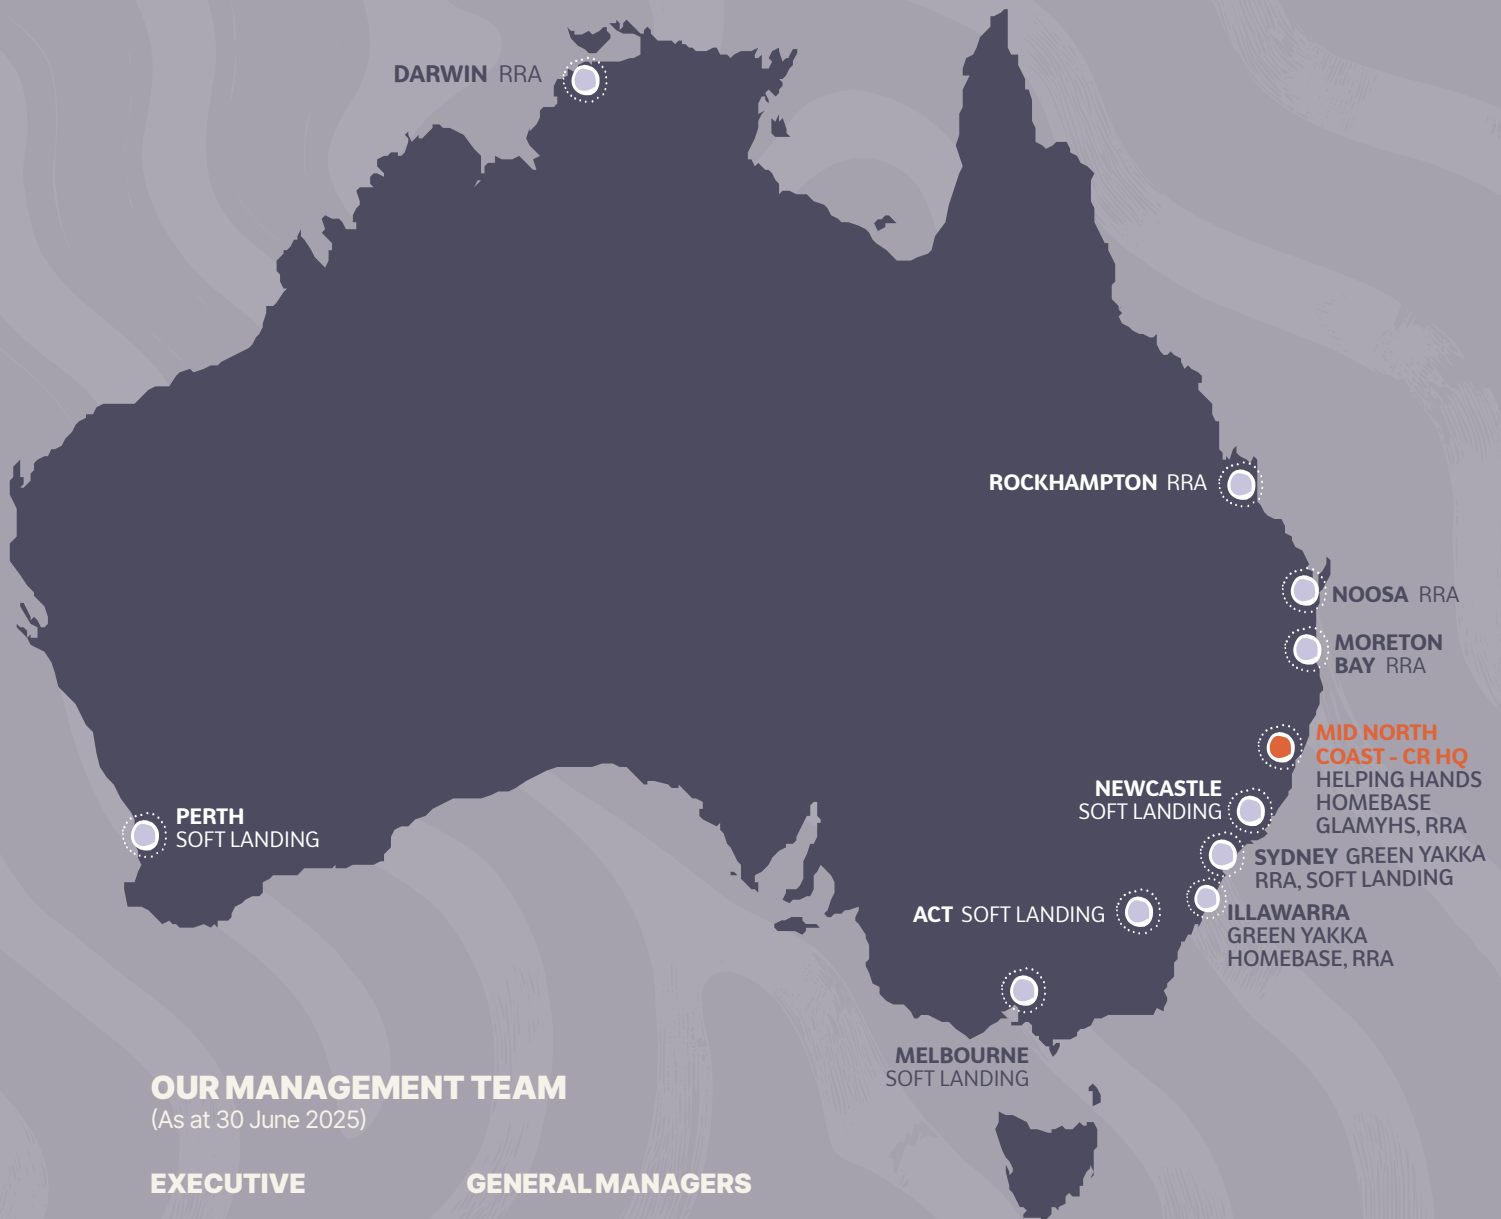 DARWIN RRA
ROCKHAMPTON RRA
NOOSA RRA
MORETON
BAY RRA
MID NORTH
COAST - CR HQ
HELPING HANDS
HOMEBASE
GLAMYHS, RRA
NEWCASTLE
SOFT LANDING
PERTH
SOFT LANDING
SYDNEY GREEN YAKKA
RRA, SOFT LANDING
ACT SOFT LANDING
ILLAWARRA
GREEN YAKKA
HOMEBASE, RRA
MELBOURNE
SOFT LANDING
OUR MANAGEMENT TEAM
(As at 30 June 2025)
EXECUTIVE
GENERAL MANAGERS